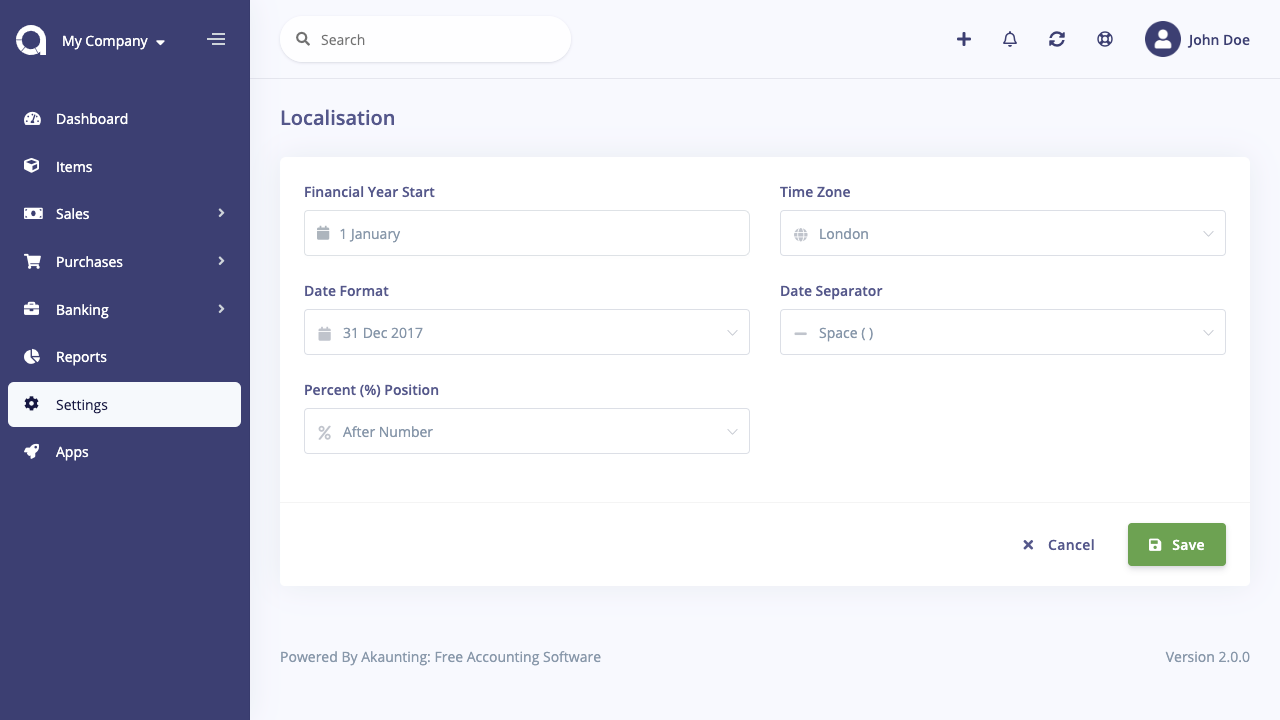 My Company
Search
John Doe
Dashboard
Items
Sales
Purchases
Banking
Reports
Settings
Apps
Localisation
Financial Year Start
1 January
Time Zone
London
Date Format
31 Dec 2017
Date Separator
Space ( )
Percent (%) Position
After Number
Cancel
Save
Powered By Akaunting: Free Accounting Software
Version 2.0.0